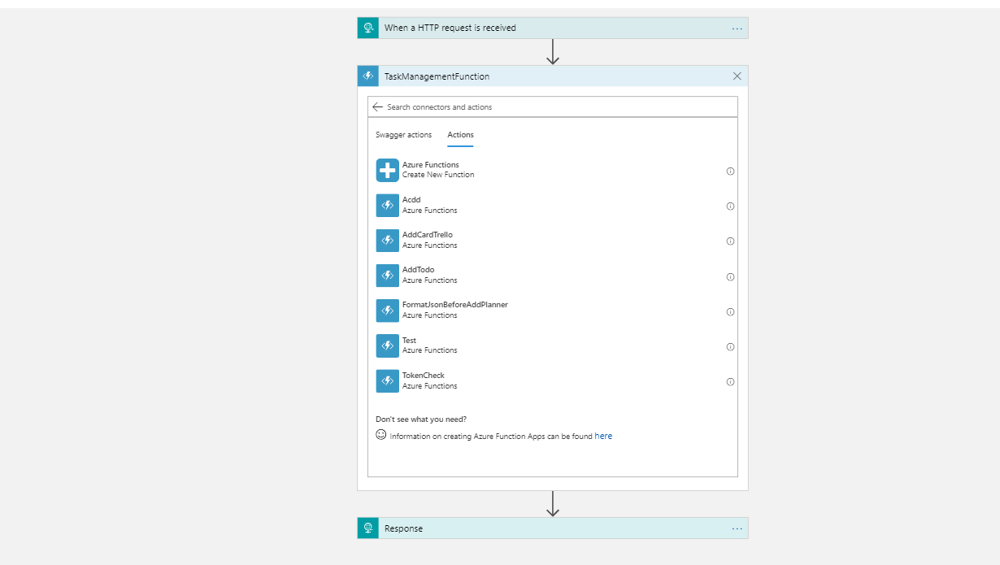 When a HTTP request is received
TaskManagementFunction
Search connectors and actions
Swagger actions Actions
Azure Functions
Create New Function
Acdd
Azure Functions
AddCardTrello
Azure Functions
AddTodo
Azure Functions
FormatJsonBeforeAddPlanner
Azure Functions
Test
Azure Functions
TokenCheck
Azure Functions
Don't see what you need?
Information on creating Azure Function Apps can be found here
Response